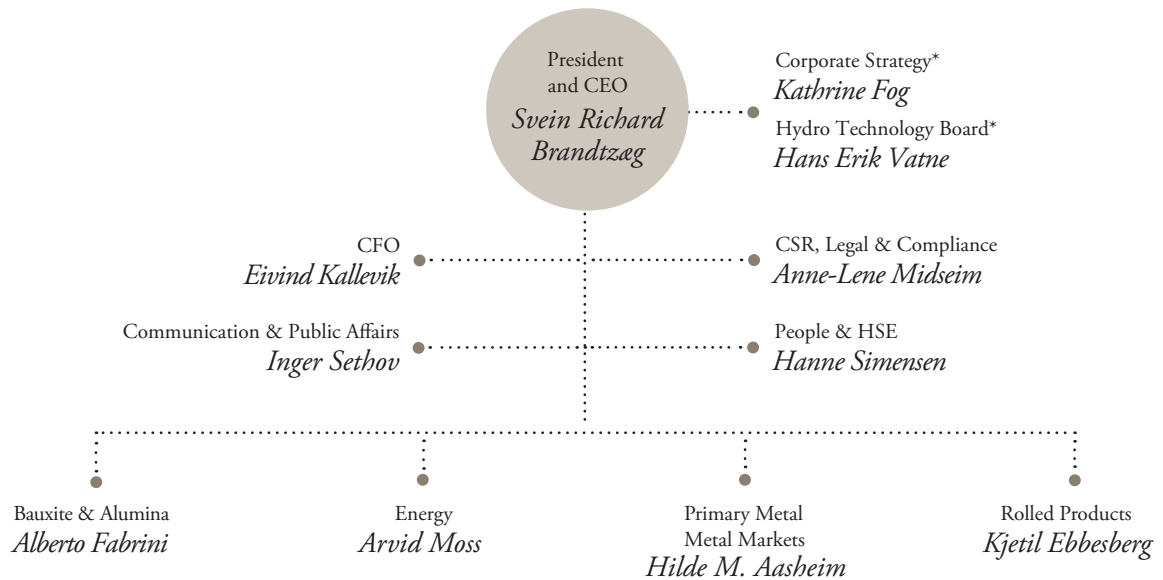 President
and CEO
Svein Richard
Brandtzæg
Corporate Strategy*
Kathrine Fog
Hydro Technology Board*
Hans Erik Vatne
CFO
Eivind Kallevik
CSR, Legal & Compliance
Anne-Lene Midseim
Communication & Public Affairs
Inger Sethov
People & HSE
Hanne Simensen
Bauxite & Alumina
Alberto Fabrini
Energy
Arvid Moss
Primary Metal
Metal Markets
Hilde M. Aasheim
Rolled Products
Kjetil Ebbesberg